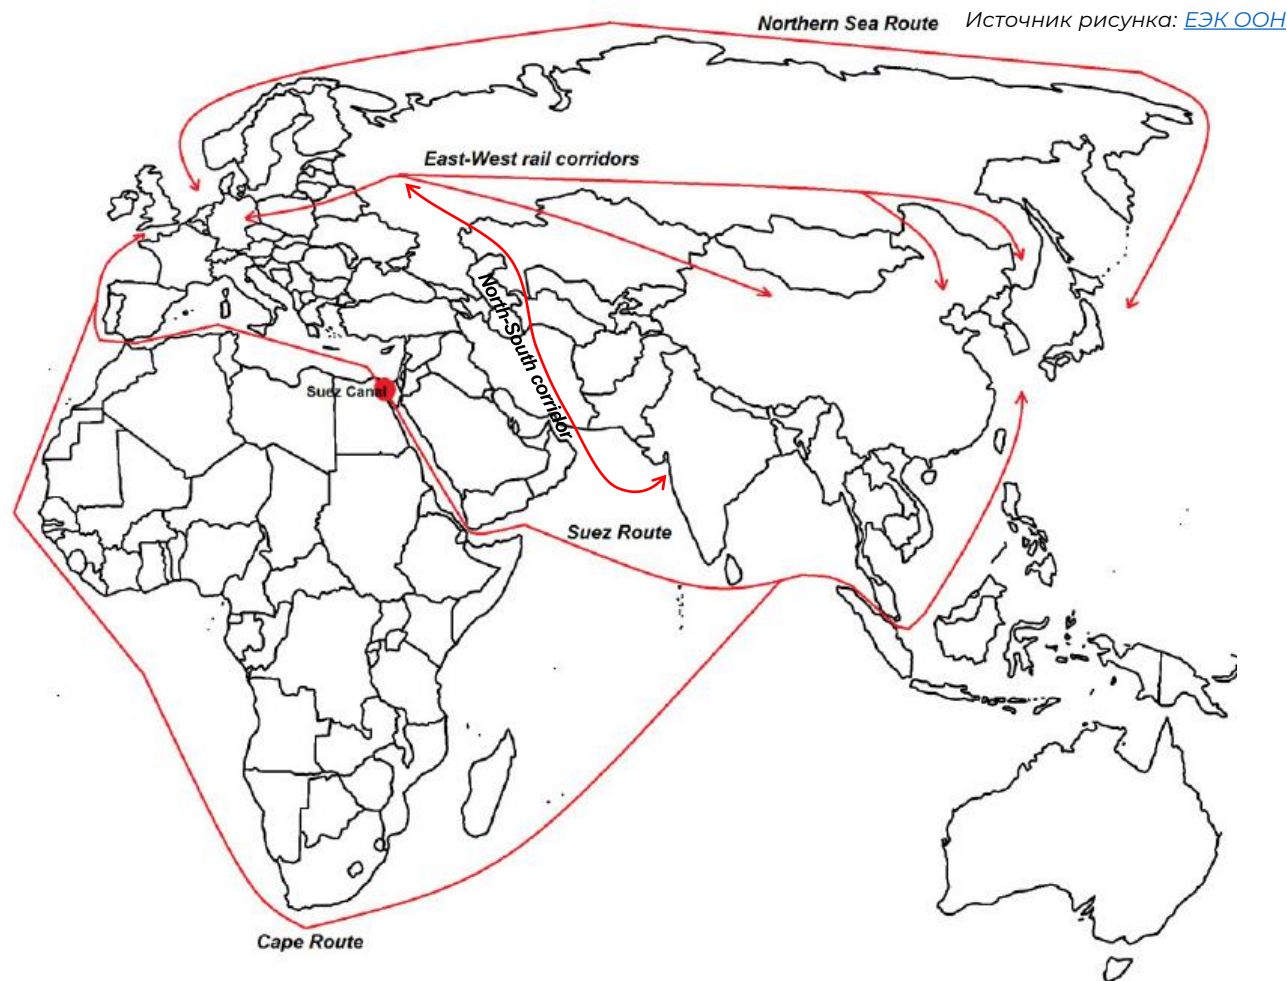 Northern Sea Route
Источник рисунка: ЕЭК ООН
East-West rail corridors
North-South corridor
Suez Canal
Suez Route
Cape Route